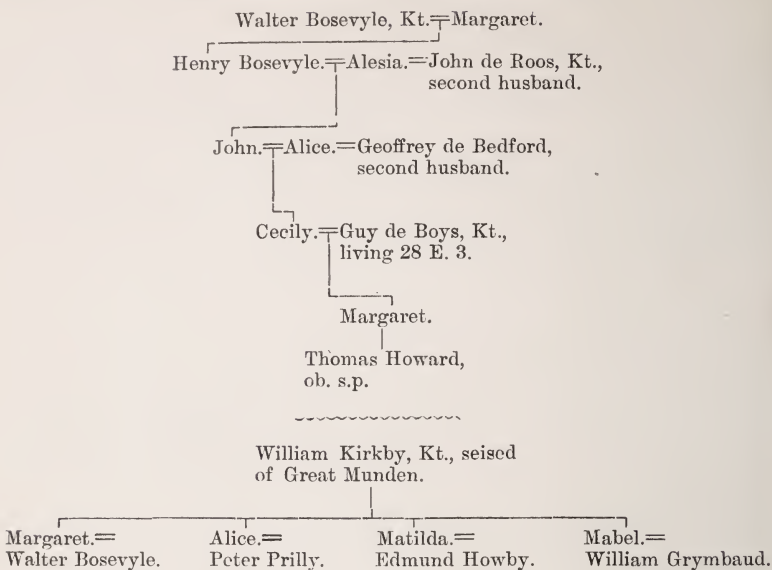 Walter Bosevyle, Kt.=Margaret.
Henry Bosevyle.=Alesia.=John de Roos, Kt.,
second husband.
John.=Alice.=Geoffrey de Bedford,
second husband.
Cecily.=Guy de Boys, Kt.,
living 28 E. 3.
Margaret.
Thomas Howard,
ob. s.p.
William Kirkby, Kt., seised
of Great Munden.
Margaret.= Alice.= Matilda.= Mabel.=
Walter Bosevyle. Peter Prilly. Edmund Howby. William Grymbaud.